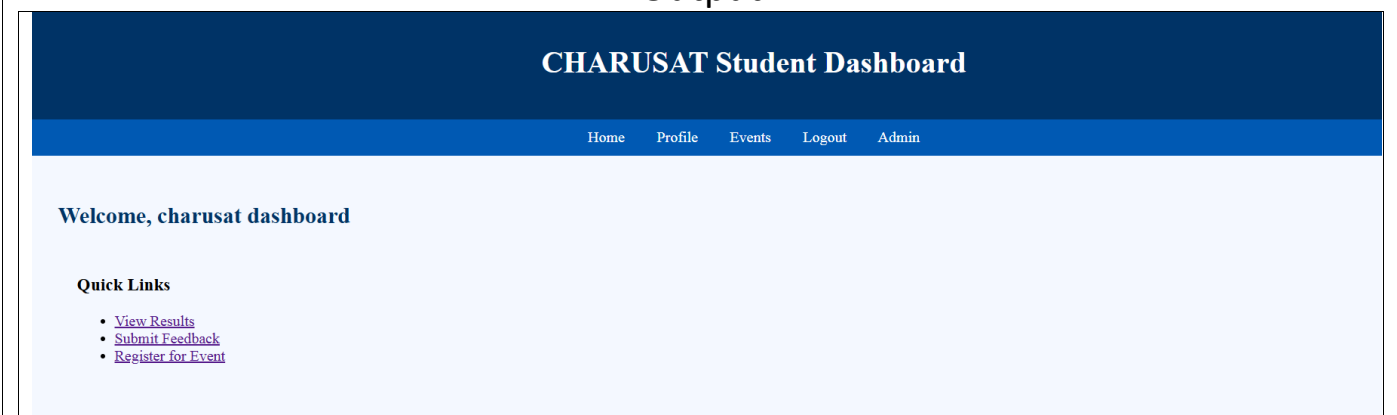 CHARUSAT Student Dashboard
Home Profile Events Logout Admin
Welcome, charusat dashboard
Quick Links
View Results
Submit Feedback
Register for Event